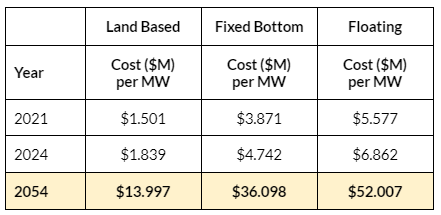 Land Based Fixed Bottom Floating
Year Cost ($M) per MW Cost ($M) per MW Cost ($M) per MW
2021 $1.501 $3.871 $5.577
2024 $1.839 $4.742 $6.862
2054 $13.997 $36.098 $52.007